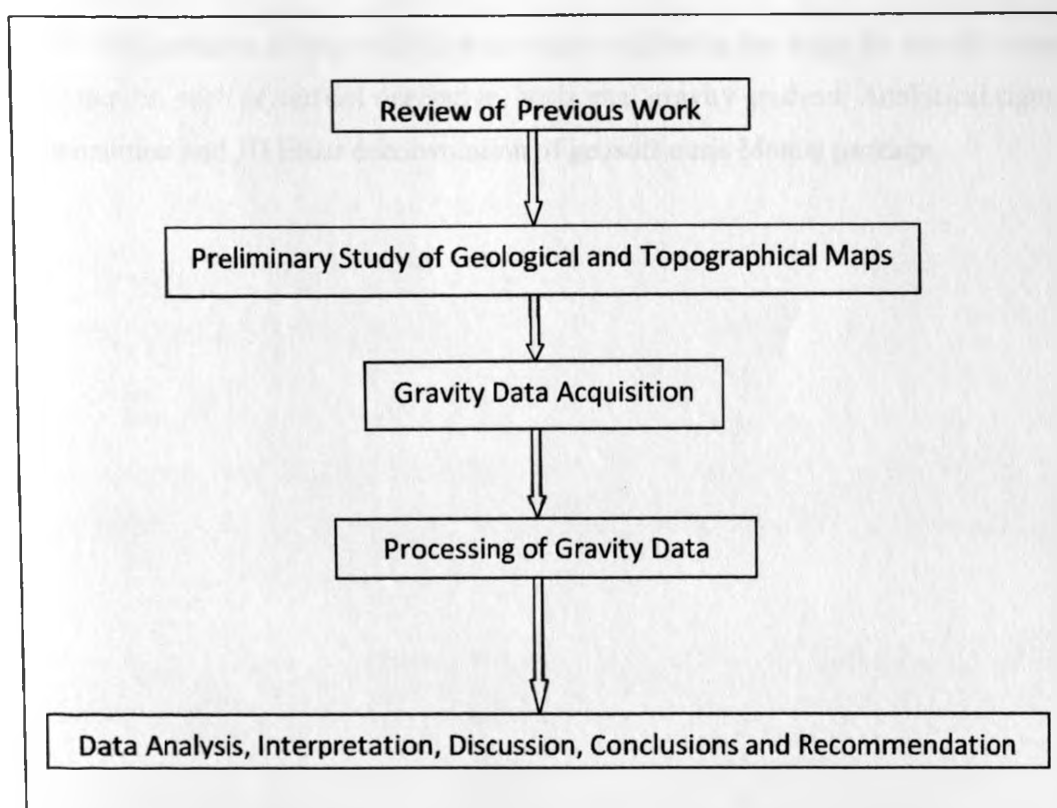 Review of Previous Work
Preliminary Study of Geological and Topographical Maps
Gravity Data Acquisition
Processing of Gravity Data
Data Analysis, Interpretation, Discussion, Conclusions and Recommendation